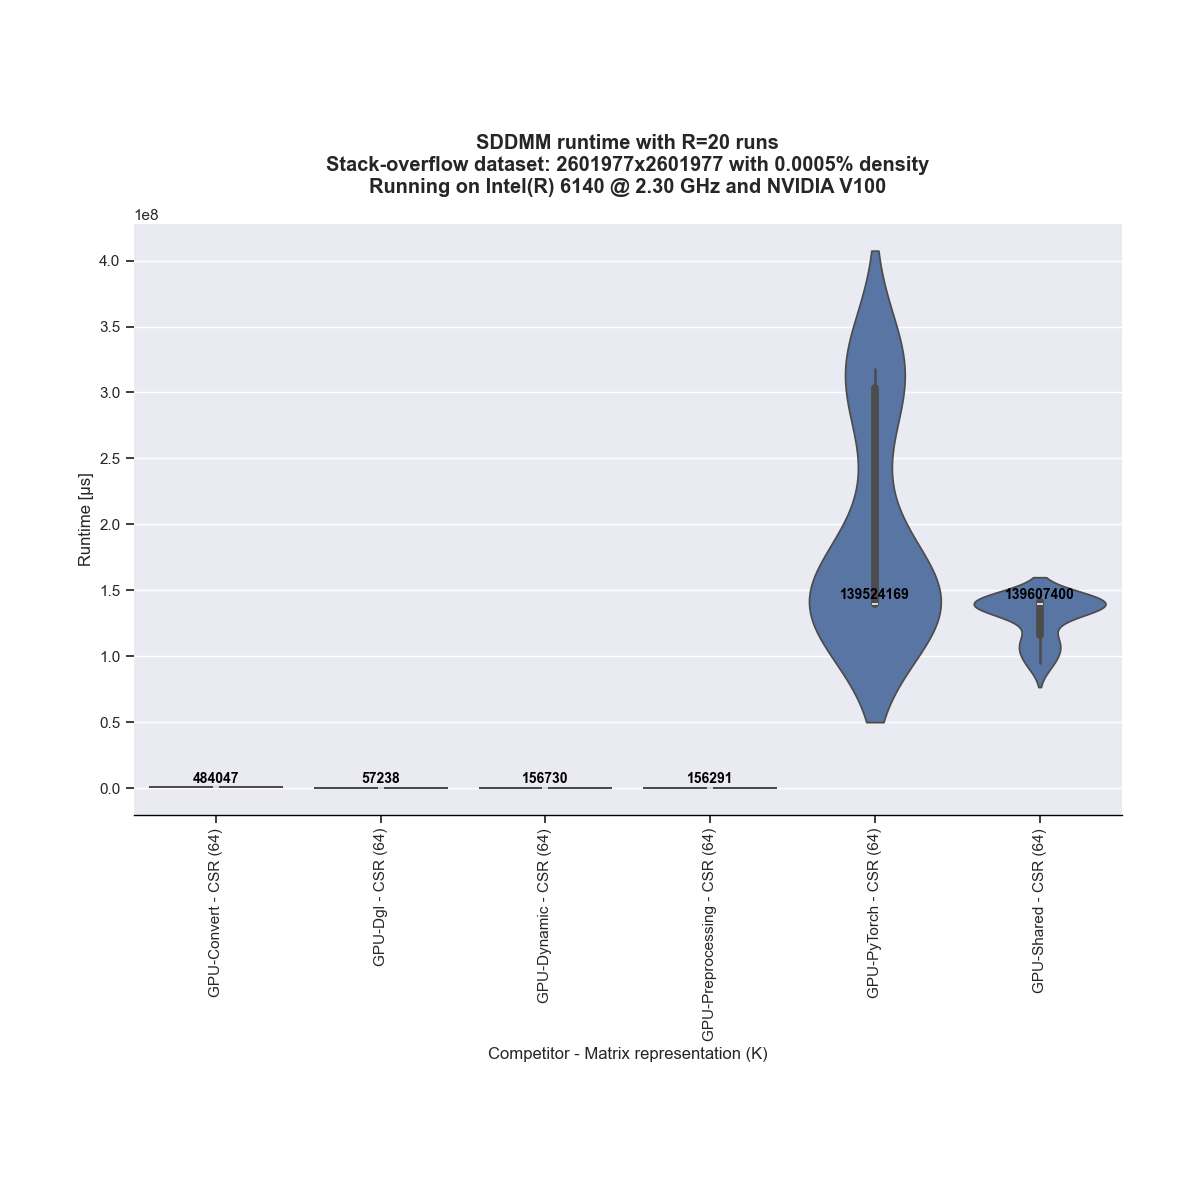 SDDMM runtime with R=20 runs
Stack-overflow dataset: 2601977x2601977 with 0.0005% density
Running on Intel(R) 6140 @ 2.30 GHz and NVIDIA V100
1e8
4.0
3.5
3.0
2.5
2.0
1.5
1.0
0.5
0.0
Runtime [μs]
484047
57238
156730
156291
139524169
139607400
GPU-Convert - CSR (64)
GPU-Dgl - CSR (64)
GPU-Dynamic - CSR (64)
GPU-Preprocessing - CSR (64)
GPU-PyTorch - CSR (64)
GPU-Shared - CSR (64)
Competitor - Matrix representation (K)